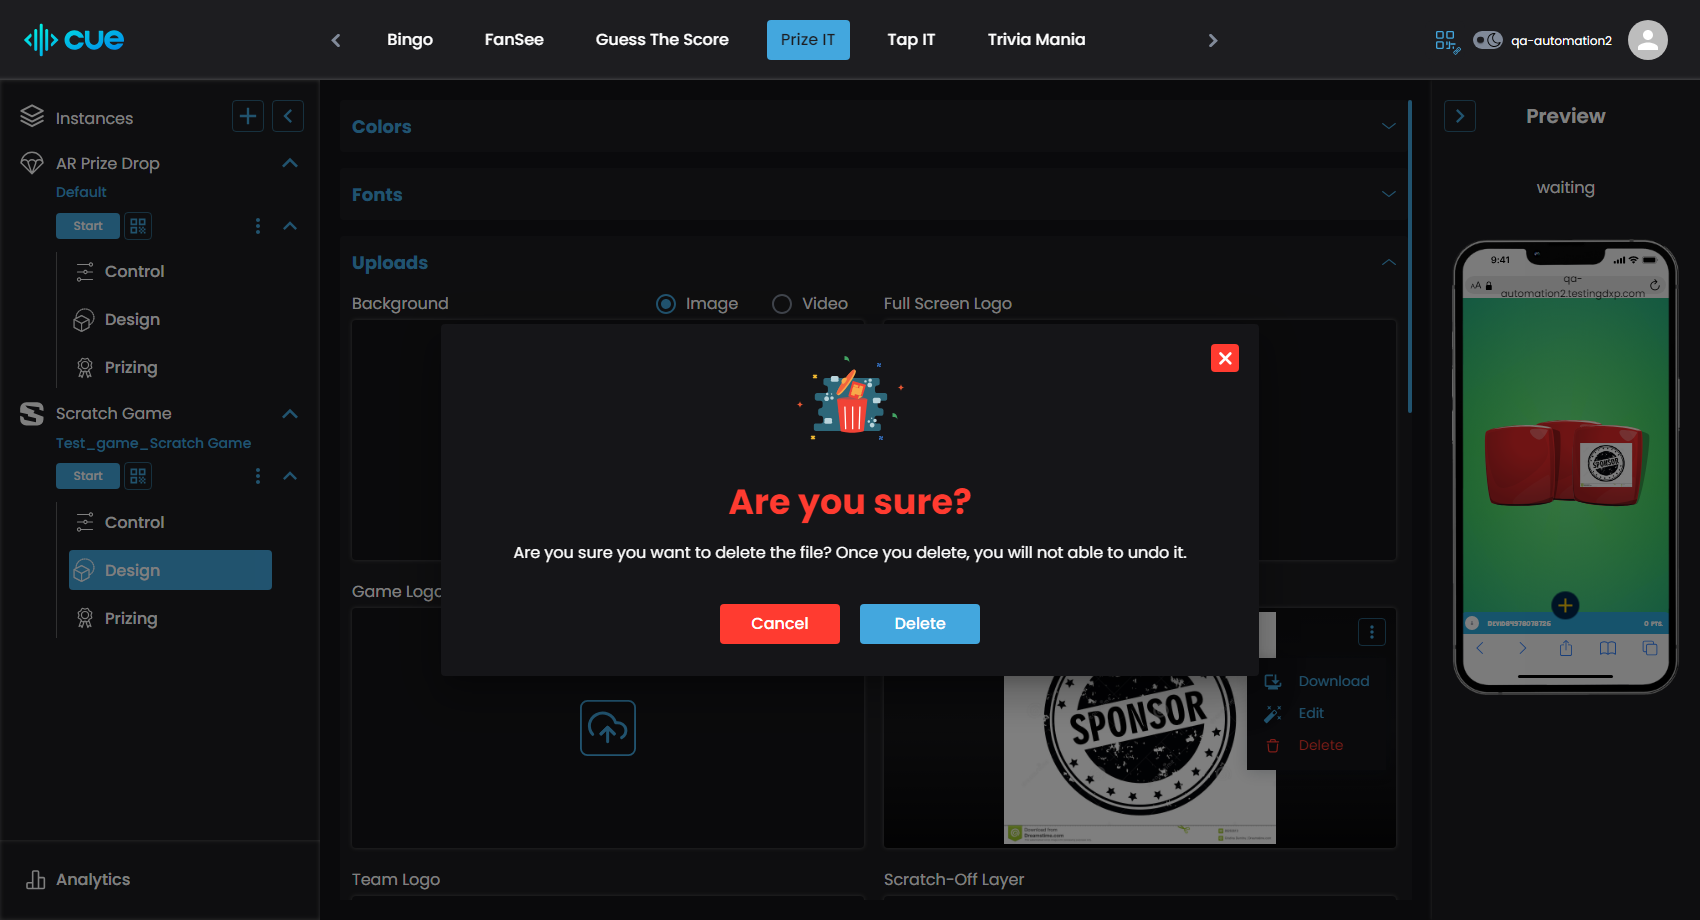 cue
Bingo
FanSee
Guess The Score
Prize IT
Tap IT
Trivia Mania
qa-automation2
Instances
AR Prize Drop
Default
Start
Control
Design
Prizing
Scratch Game
Test_game_Scratch Game
Start
Control
Design
Prizing
Analytics
Colors
Fonts
Uploads
Background
Image
Video
Full Screen Logo
Are you sure?
Are you sure you want to delete the file? Once you delete, you will not able to undo it.
Cancel
Delete
Game Logo
SPONSOR
Download
Edit
Delete
Team Logo
Scratch-Off Layer
Preview
waiting
9:41
AA
qa-
automation2.testingdxp.com
SPONSOR
0 PTS.